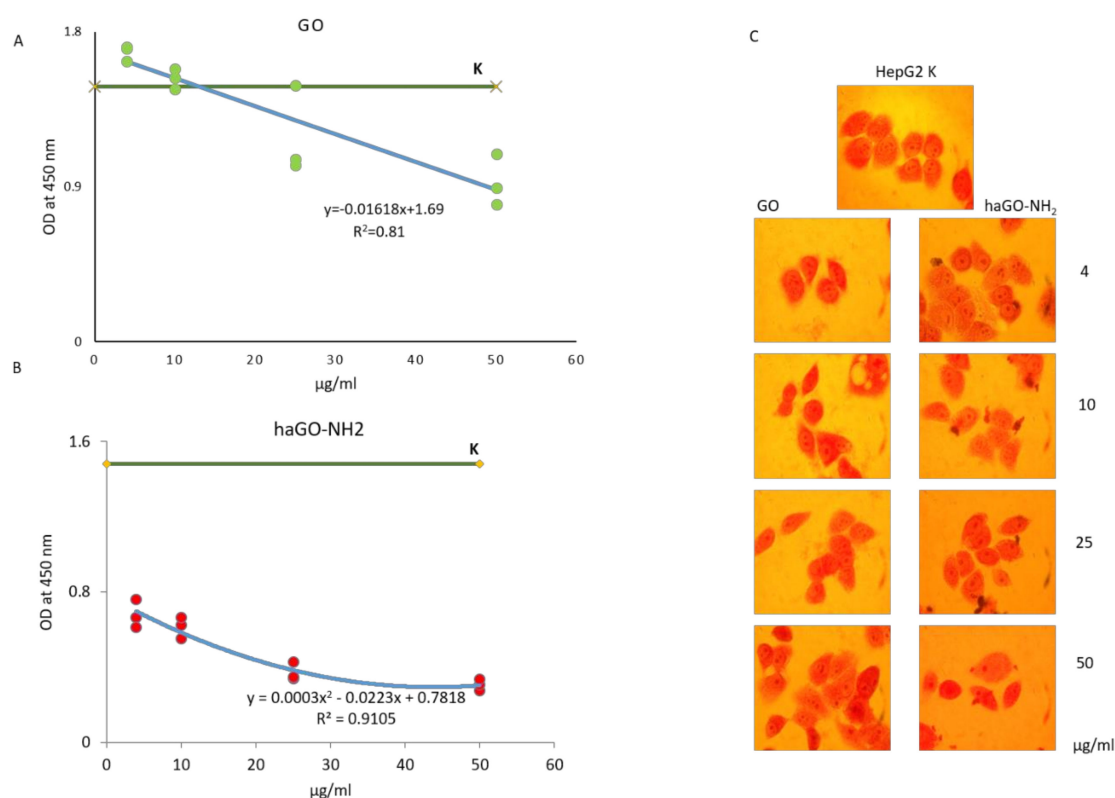 A
GO
1.8
0.9
0
OD at 450 nm
K
y=-0.01618x+1.69
R²=0.81
0 10 20 30 40 50 60
µg/ml
B
haGO-NH2
1.6
0.8
0
OD at 450 nm
K
y = 0.0003x² - 0.0223x + 0.7818
R² = 0.9105
0 10 20 30 40 50 60
µg/ml
C
HepG2 K
GO haGO-NH₂
4
10
25
50
µg/ml